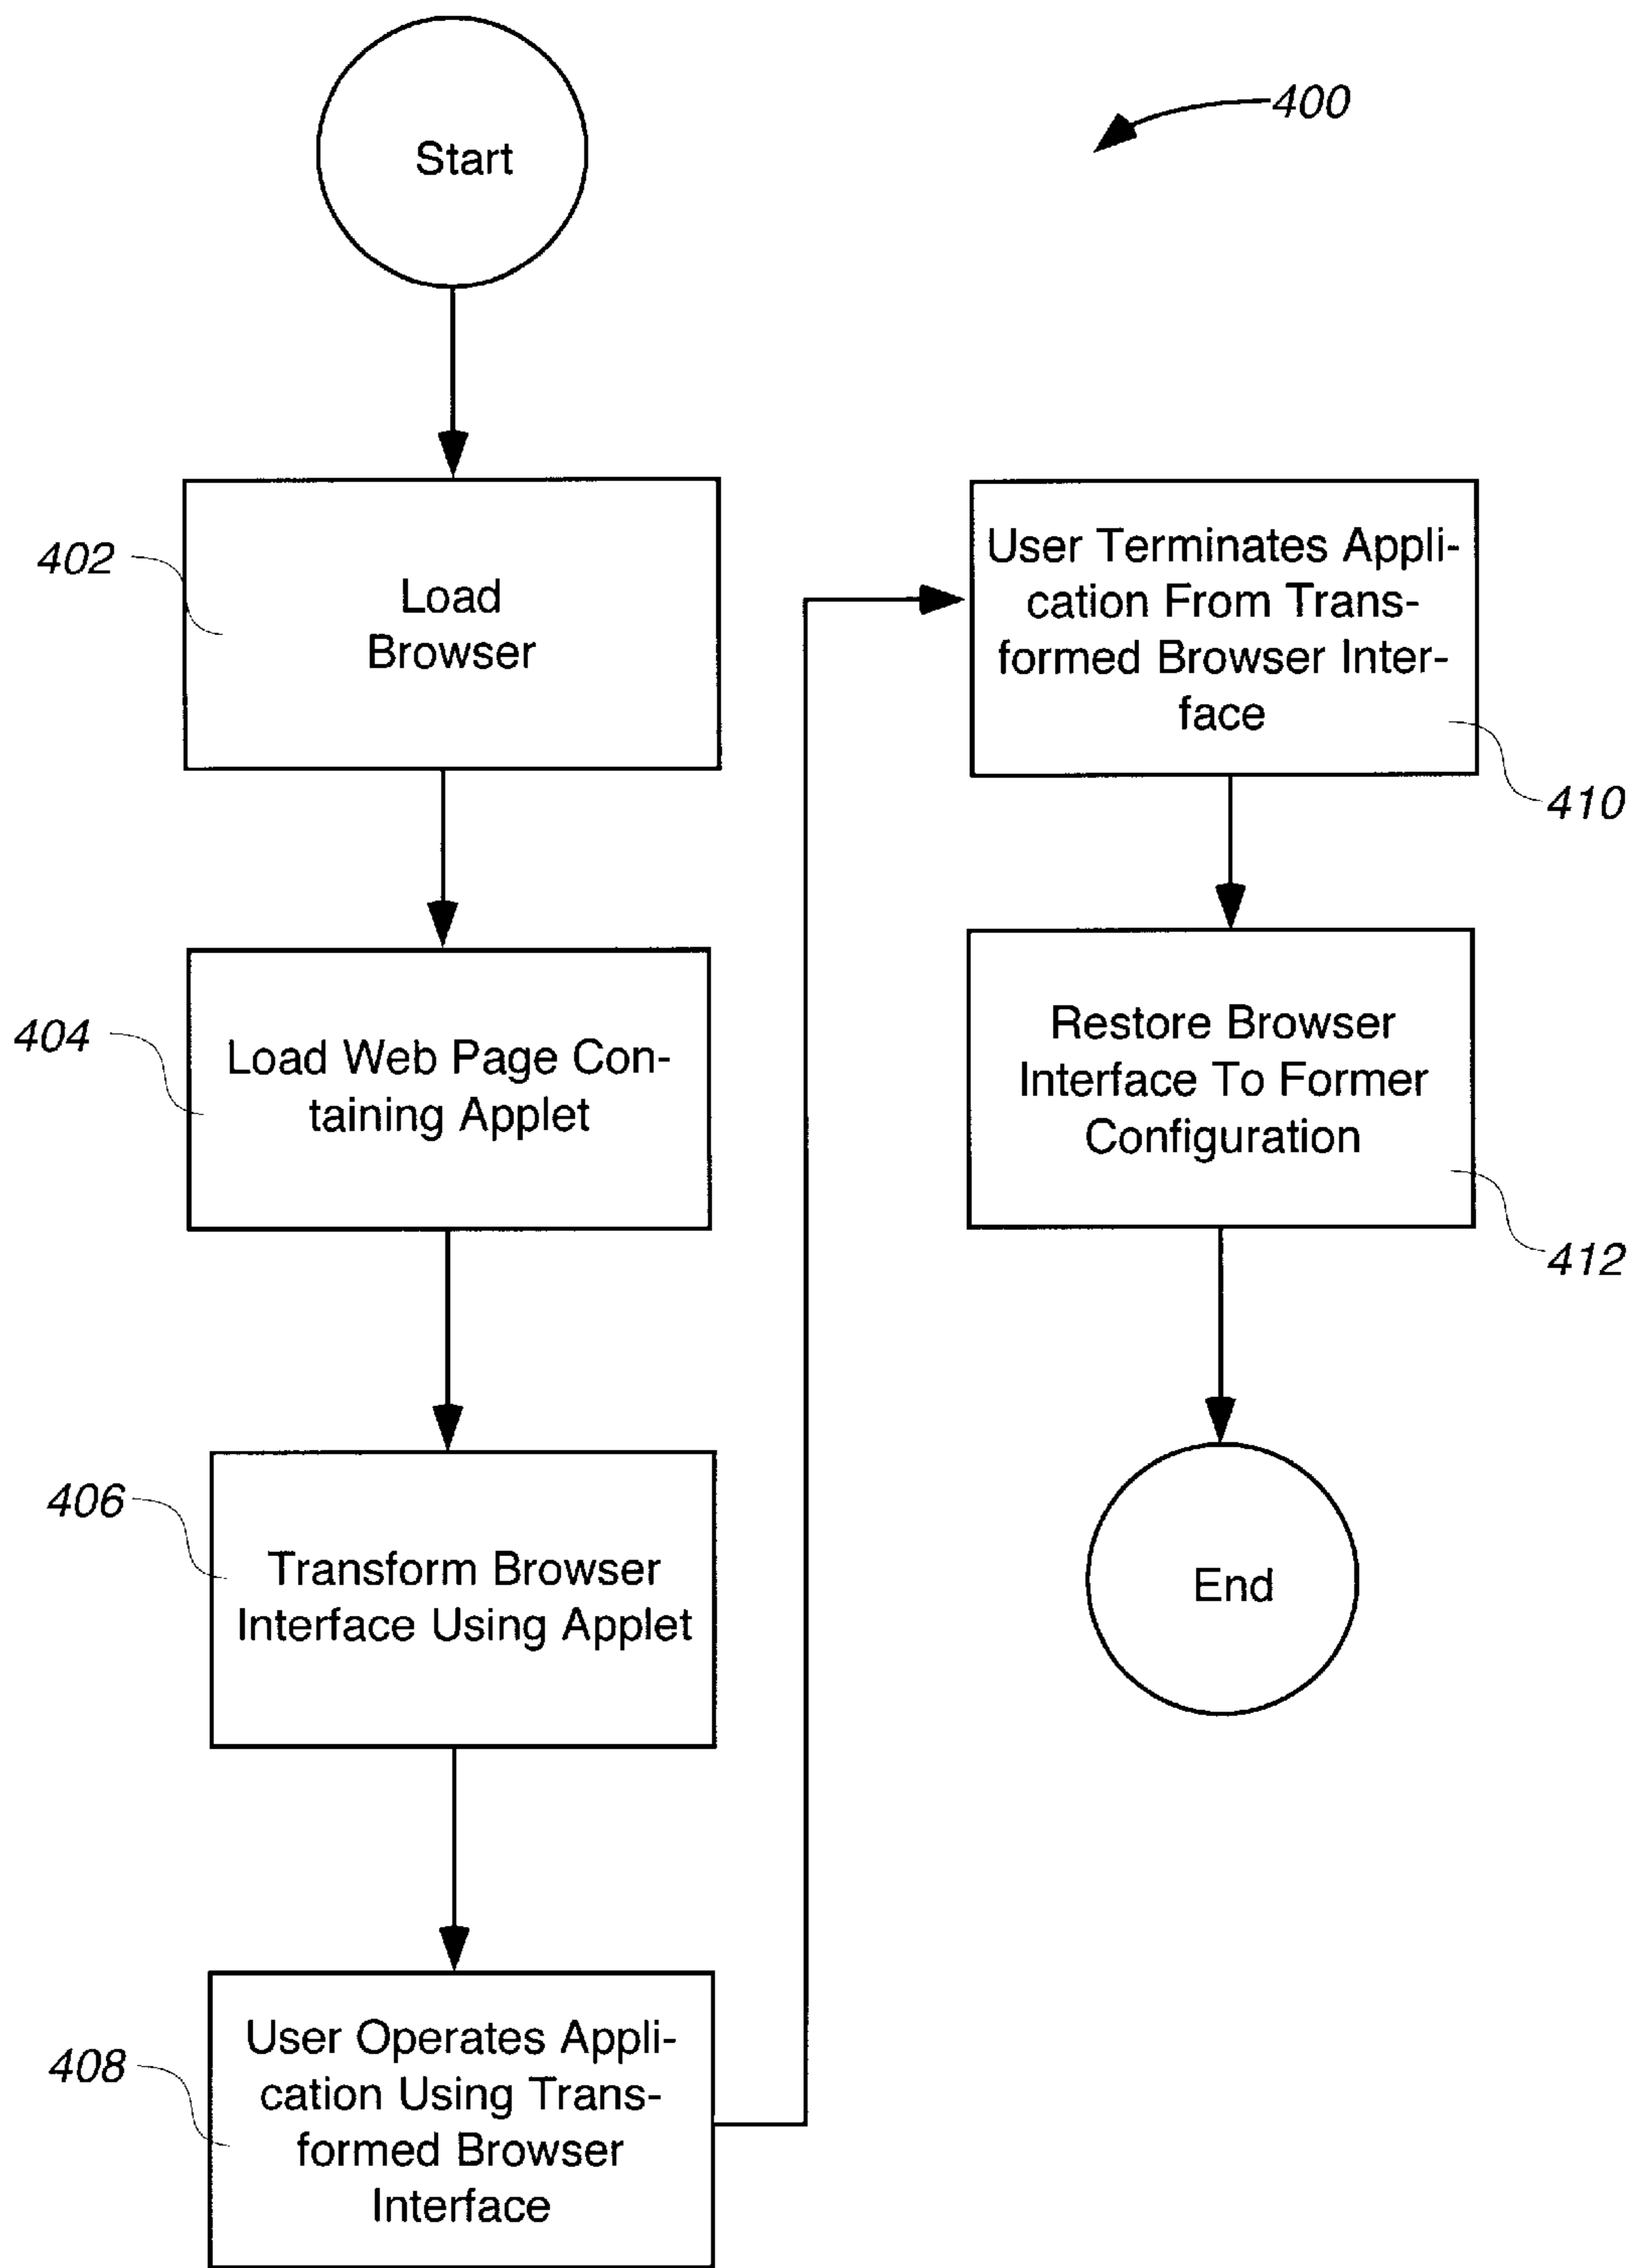 Start
400
402
Load
Browser
404
Load Web Page Con-
taining Applet
406
Transform Browser
Interface Using Applet
408
User Operates Appli-
cation Using Trans-
formed Browser
Interface
User Terminates Appli-
cation From Trans-
formed Browser Inter-
face
410
Restore Browser
Interface To Former
Configuration
412
End